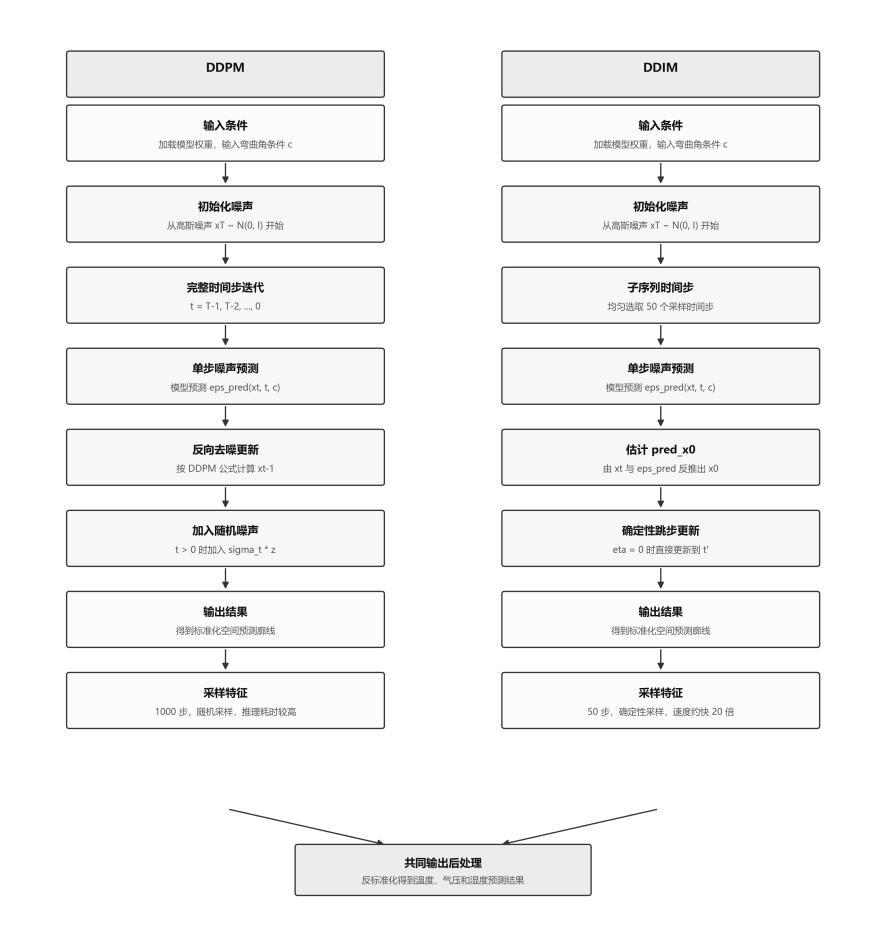 DDPM
输入条件
加载模型权重，输入弯曲角条件 c
初始化噪声
从高斯噪声 xT ~ N(0, I) 开始
完整时间步迭代
t = T-1, T-2, ..., 0
单步噪声预测
模型预测 eps_pred(xt, t, c)
反向去噪更新
按 DDPM 公式计算 xt-1
加入随机噪声
t > 0 时加入 sigma_t * z
输出结果
得到标准化空间预测廓线
采样特征
1000 步，随机采样，推理耗时较高
DDIM
输入条件
加载模型权重，输入弯曲角条件 c
初始化噪声
从高斯噪声 xT ~ N(0, I) 开始
子序列时间步
均匀选取 50 个采样时间步
单步噪声预测
模型预测 eps_pred(xt, t, c)
估计 pred_x0
由 xt 与 eps_pred 反推出 x0
确定性跳步更新
eta = 0 时直接更新到 t'
输出结果
得到标准化空间预测廓线
采样特征
50 步，确定性采样，速度约快 20 倍
共同输出后处理
反标准化得到温度、气压和湿度预测结果